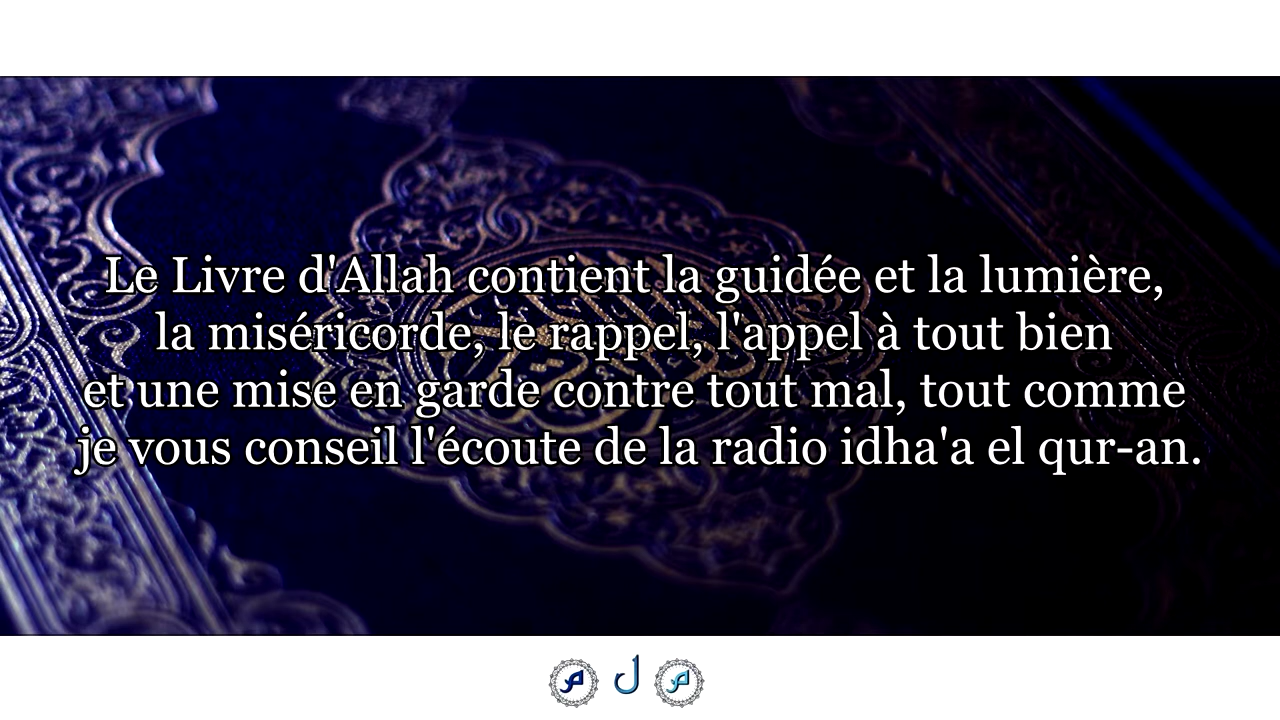 Le Livre d'Allah contient la guidée et la lumière,
la miséricorde, le rappel, l'appel à tout bien
et une mise en garde contre tout mal, tout comme
je vous conseil l'écoute de la radio idha'a el qur-an.
م ل م